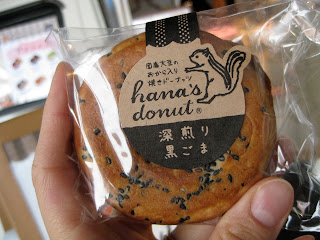 国産大豆の
おから入り
焼きドーナッツ
hana's
donut®
深煎り
黒ごま